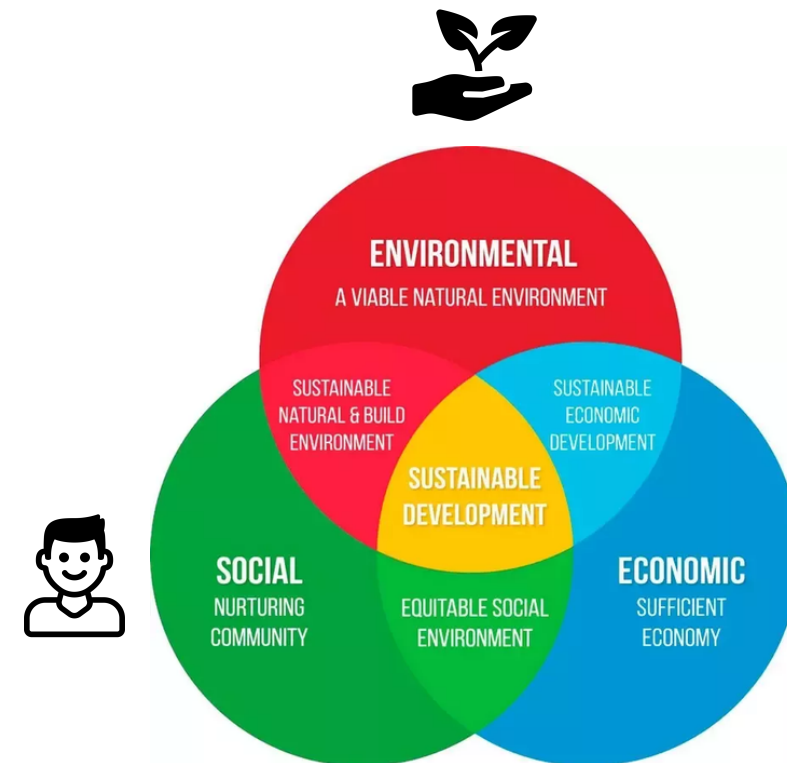 ENVIRONMENTAL
A VIABLE NATURAL ENVIRONMENT
SUSTAINABLE
NATURAL & BUILD
ENVIRONMENT
SUSTAINABLE
ECONOMIC
DEVELOPMENT
SUSTAINABLE
DEVELOPMENT
SOCIAL
NURTURING
COMMUNITY
EQUITABLE SOCIAL
ENVIRONMENT
ECONOMIC
SUFFICIENT
ECONOMY